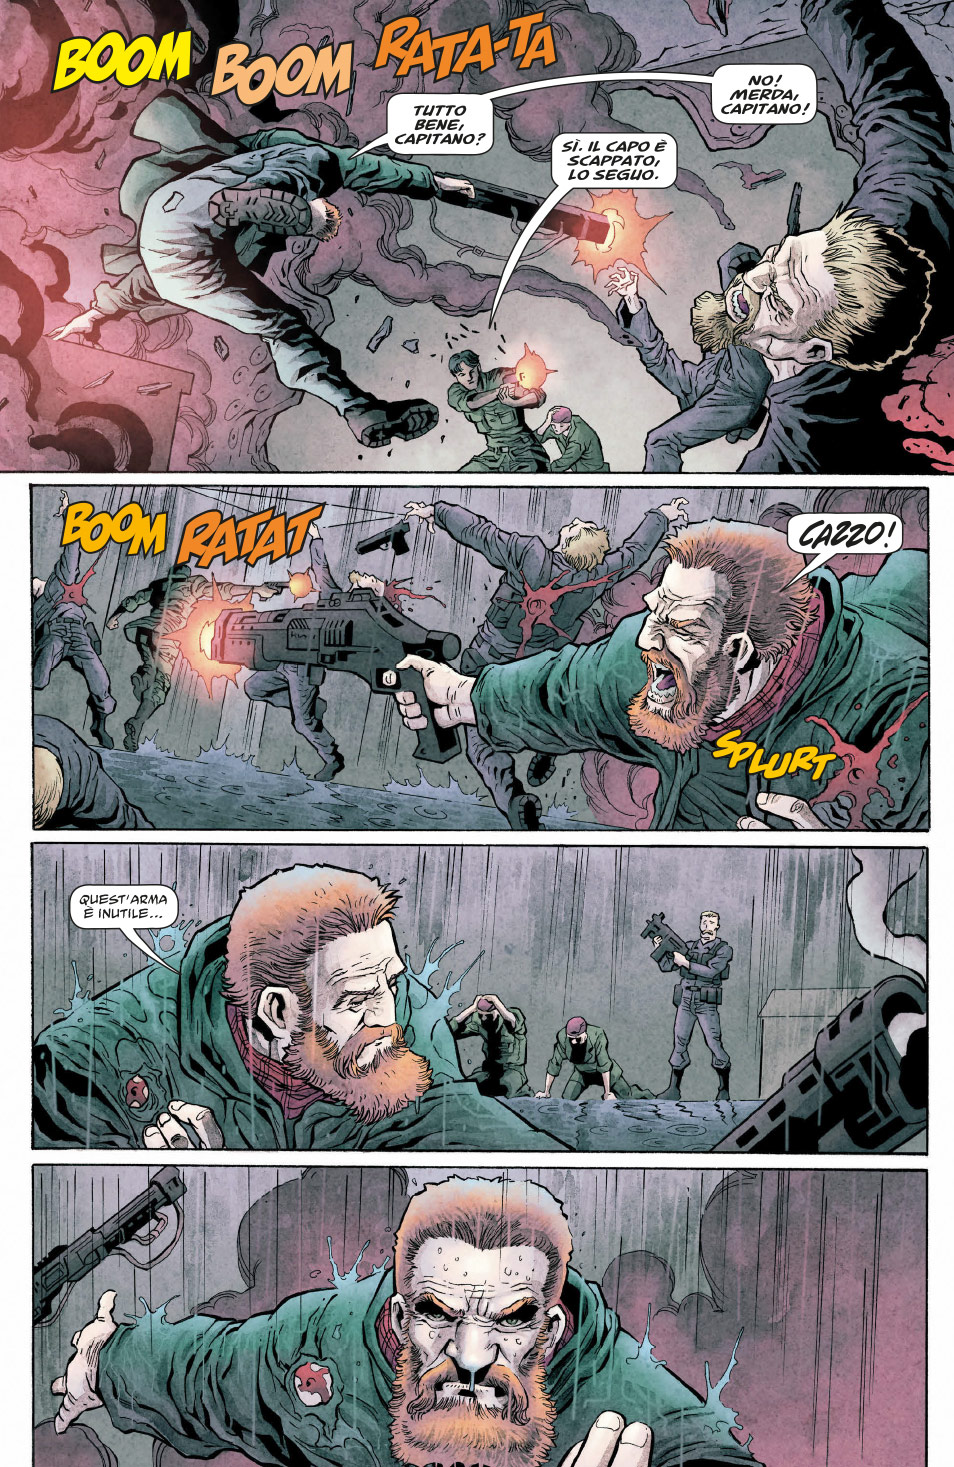 BOOM
BOOM
RATA-TA
TUTTO
BENE,
CAPITANO?
NO!
MERDA,
CAPITANO!
SÌ. IL CAPO È
SCAPPATO,
LO SEGUO.
BOOM
RATAT
CAZZO!
SPLURT
QUEST'ARMA
È INUTILE...